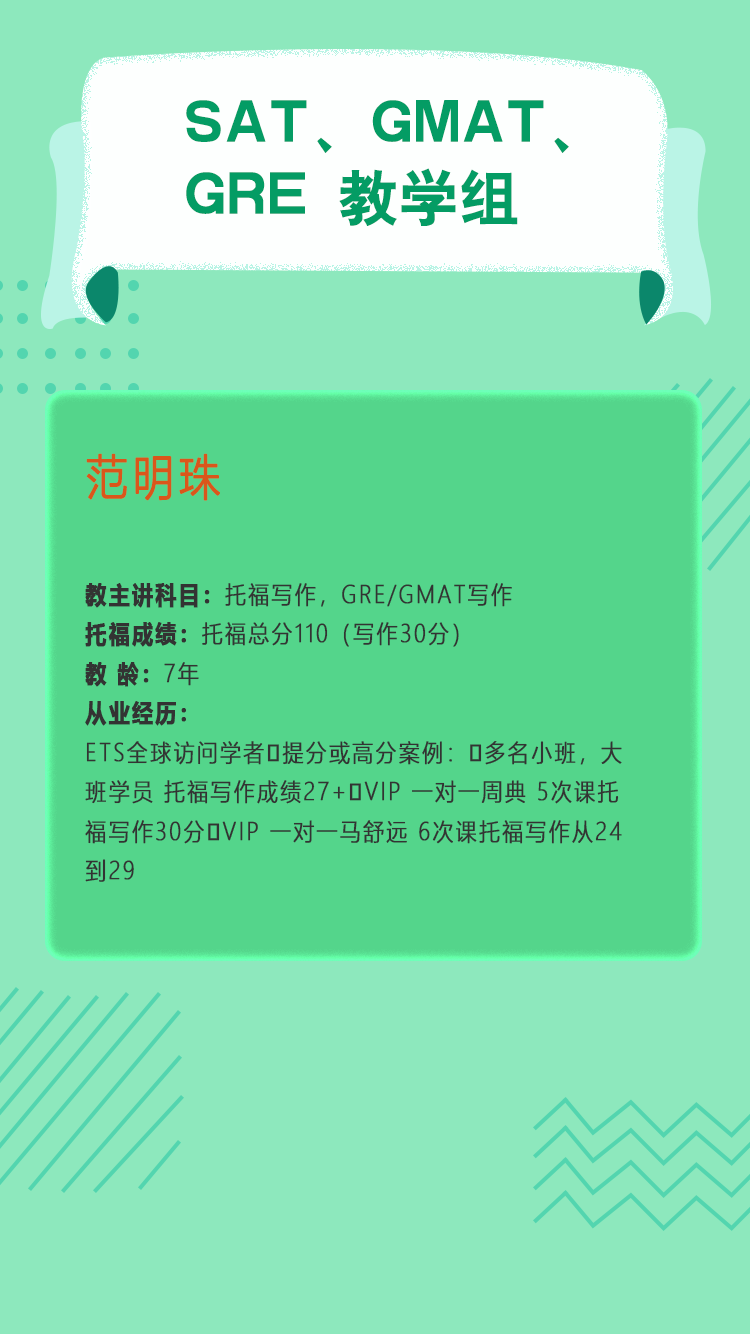 SAT、GMAT、
GRE 教学组
范明珠
教主讲科目：托福写作，GRE/GMAT写作
托福成绩：托福总分110（写作30分）
教 龄：7年
从业经历：
ETS全球访问学者▯提分或高分案例：▯多名小班，大
班学员 托福写作成绩27+▯VIP 一对一周典 5次课托
福写作30分▯VIP 一对一马舒远 6次课托福写作从24
到29